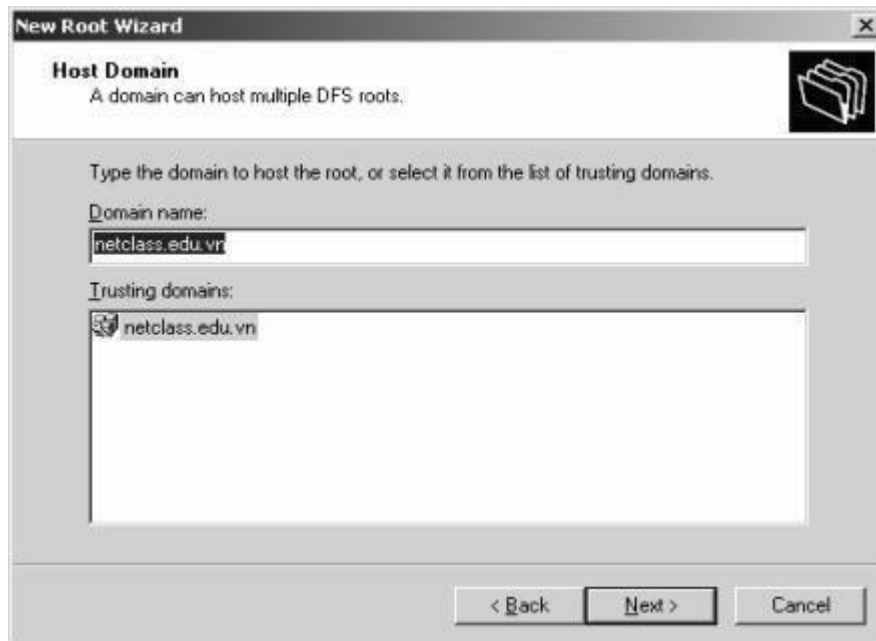 New Root Wizard
Host Domain
A domain can host multiple DFS roots.
Type the domain to host the root, or select it from the list of trusting domains.
Domain name:
netclass.edu.vn
Trusting domains:
netclass.edu.vn
< Back
Next >
Cancel